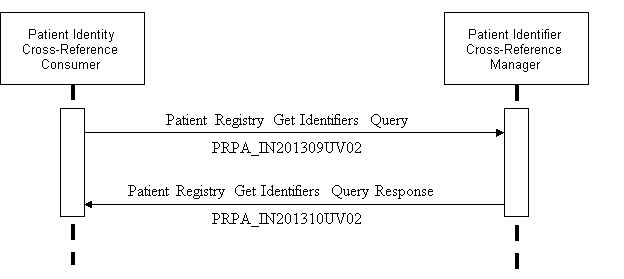 Patient Identity
Cross-Reference
Consumer
Patient Identifier
Cross-Reference
Manager
Patient Registry Get Identifiers Query
PRPA_IN201309UV02
Patient Registry Get Identifiers Query Response
PRPA_IN201310UV02